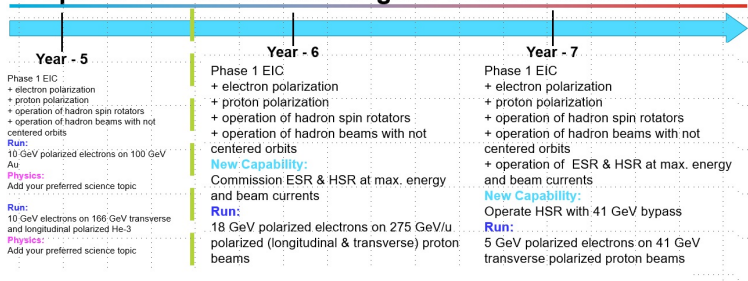 Year - 5
Phase 1 EIC
+ electron polarization
+ proton polarization
+ operation of hadron spin rotators
+ operation of hadron beams with not
centered orbits
Run:
10 GeV polarized electrons on 100 GeV
Au
Physics:
Add your preferred science topic
Run:
10 GeV electrons on 166 GeV transverse
and longitudinal polarized He-3
Physics:
Add your preferred science topic
Year - 6
Phase 1 EIC
+ electron polarization
+ proton polarization
+ operation of hadron spin rotators
+ operation of hadron beams with not
centered orbits
New Capability:
Commission ESR & HSR at max. energy
and beam currents
Run:
18 GeV polarized electrons on 275 GeV/u
polarized (longitudinal & transverse) proton
beams
Year - 7
Phase 1 EIC
+ electron polarization
+ proton polarization
+ operation of hadron spin rotators
+ operation of hadron beams with not
centered orbits
+ operation of  ESR & HSR at max. energy
and beam currents
New Capability:
Operate HSR with 41 GeV bypass
Run:
5 GeV polarized electrons on 41 GeV
transverse polarized proton beams